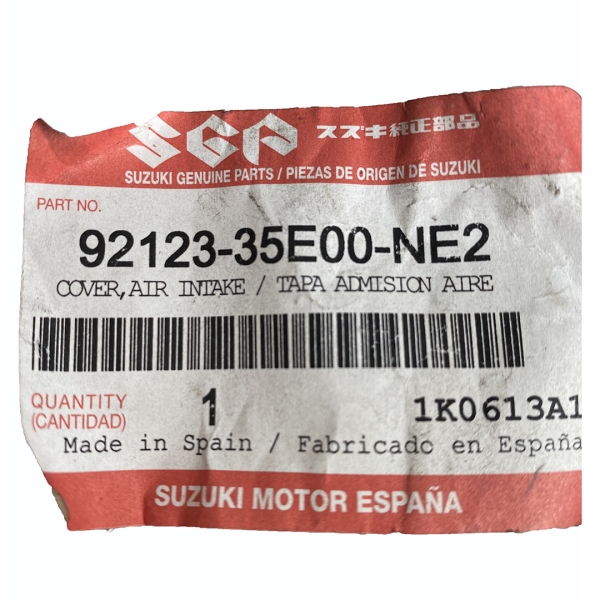 SGP スズキ純正部品
SUZUKI GENUINE PARTS / PIEZAS DE ORIGEN DE SUZUKI
PART NO.
92123-35E00-NE2
COVER,AIR INTAKE / TAPA ADMISION AIRE
QUANTITY
(CANTIDAD)
1
1K0613A1
Made in Spain / Fabricado en España
SUZUKI MOTOR ESPAÑA